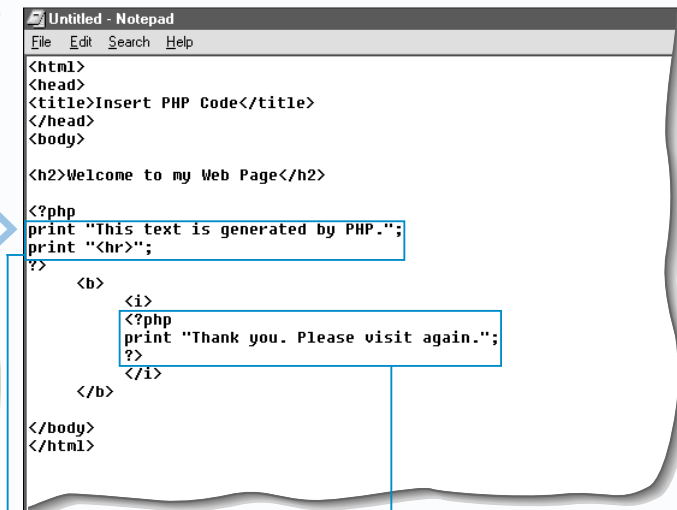 Untitled - Notepad
File Edit Search Help
<html>
<head>
<title>Insert PHP Code</title>
</head>
<body>

<h2>Welcome to my Web Page</h2>

<?php
print "This text is generated by PHP.";
print "<hr>";
?>
<b>
<i>
<?php
print "Thank you. Please visit again.";
?>
</i>
</b>

</body>
</html>